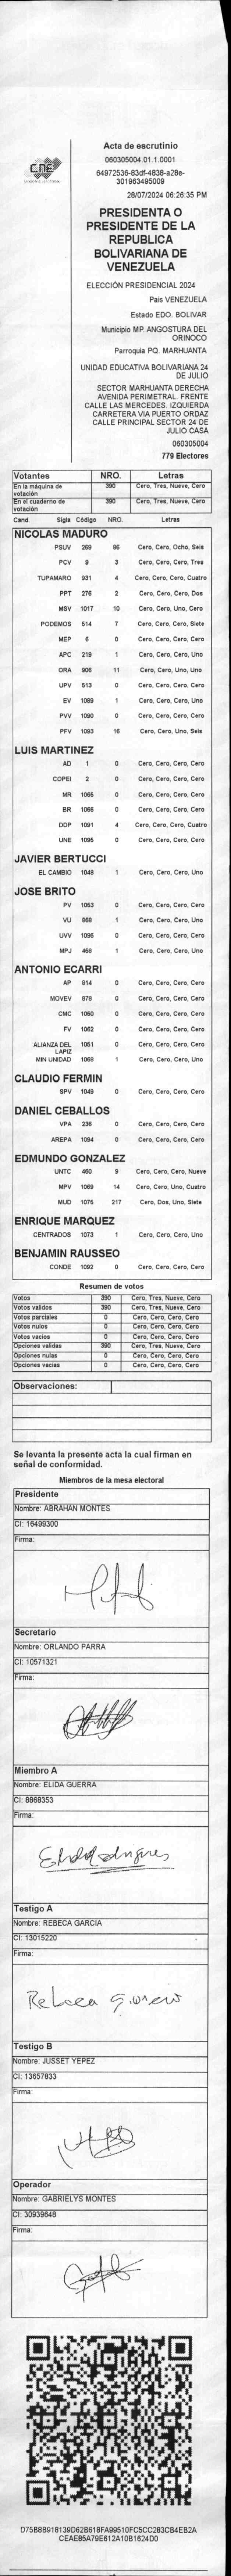 CNE
Acta de escrutinio
060305004.01.1.0001
64972536-83df-4838-a28e-
301963495009
28/07/2024 06:26:35 PM
PRESIDENTA O
PRESIDENTE DE LA
REPUBLICA
BOLIVARIANA DE
VENEZUELA
ELECCIÓN PRESIDENCIAL 2024
Pais VENEZUELA
Estado EDO. BOLIVAR
Municipio MP. ANGOSTURA DEL
ORINOCO
Parroquia PQ. MARHUANTA
UNIDAD EDUCATIVA BOLIVARIANA 24
DE JULIO
SECTOR MARHUANTA DERECHA
AVENIDA PERIMETRAL. FRENTE
CALLE LAS MERCEDES. IZQUIERDA
CARRETERA VIA PUERTO ORDAZ
CALLE PRINCIPAL SECTOR 24 DE
JULIO CASA
060305004
779 Electores
Votantes NRO. Letras
En la máquina de votación 390 Cero, Tres, Nueve, Cero
En el cuaderno de votación 390 Cero, Tres, Nueve, Cero
Cand. Sigla Código NRO. Letras
NICOLAS MADURO
PSUV 269 86 Cero, Cero, Ocho, Seis
PCV 9 3 Cero, Cero, Cero, Tres
TUPAMARO 931 4 Cero, Cero, Cero, Cuatro
PPT 276 2 Cero, Cero, Cero, Dos
MSV 1017 10 Cero, Cero, Uno, Cero
PODEMOS 514 7 Cero, Cero, Cero, Siete
MEP 6 0 Cero, Cero, Cero, Cero
APC 219 1 Cero, Cero, Cero, Uno
ORA 906 11 Cero, Cero, Uno, Uno
UPV 513 0 Cero, Cero, Cero, Cero
EV 1089 1 Cero, Cero, Cero, Uno
PVV 1090 0 Cero, Cero, Cero, Cero
PFV 1093 16 Cero, Cero, Uno, Seis
LUIS MARTINEZ
AD 1 0 Cero, Cero, Cero, Cero
COPEI 2 0 Cero, Cero, Cero, Cero
MR 1065 0 Cero, Cero, Cero, Cero
BR 1066 0 Cero, Cero, Cero, Cero
DDP 1091 4 Cero, Cero, Cero, Cuatro
UNE 1095 0 Cero, Cero, Cero, Cero
JAVIER BERTUCCI
EL CAMBIO 1048 1 Cero, Cero, Cero, Uno
JOSE BRITO
PV 1053 0 Cero, Cero, Cero, Cero
VU 868 1 Cero, Cero, Cero, Uno
UVV 1096 0 Cero, Cero, Cero, Cero
MPJ 459 1 Cero, Cero, Cero, Uno
ANTONIO ECARRI
AP 814 0 Cero, Cero, Cero, Cero
MOVEV 678 0 Cero, Cero, Cero, Cero
CMC 1050 0 Cero, Cero, Cero, Cero
FV 1062 0 Cero, Cero, Cero, Cero
ALIANZA DEL LAPIZ 1051 0 Cero, Cero, Cero, Cero
MIN UNIDAD 1068 1 Cero, Cero, Cero, Uno
CLAUDIO FERMIN
SPV 1049 0 Cero, Cero, Cero, Cero
DANIEL CEBALLOS
VPA 236 0 Cero, Cero, Cero, Cero
AREPA 1094 0 Cero, Cero, Cero, Cero
EDMUNDO GONZALEZ
UNTC 460 9 Cero, Cero, Cero, Nueve
MPV 1069 14 Cero, Cero, Uno, Cuatro
MUD 1075 217 Cero, Dos, Uno, Siete
ENRIQUE MARQUEZ
CENTRADOS 1073 1 Cero, Cero, Cero, Uno
BENJAMIN RAUSSEO
CONDE 1092 0 Cero, Cero, Cero, Cero
Resumen de votos
Votos 390 Cero, Tres, Nueve, Cero
Votos validos 390 Cero, Tres, Nueve, Cero
Votos parciales 0 Cero, Cero, Cero, Cero
Votos nulos 0 Cero, Cero, Cero, Cero
Votos vacios 0 Cero, Cero, Cero, Cero
Opciones validas 390 Cero, Tres, Nueve, Cero
Opciones nulas 0 Cero, Cero, Cero, Cero
Opciones vacias 0 Cero, Cero, Cero, Cero
Observaciones:
Se levanta la presente acta la cual firman en
señal de conformidad.
Miembros de la mesa electoral
Presidente
Nombre: ABRAHAN MONTES
CI: 16499300
Firma:
Secretario
Nombre: ORLANDO PARRA
CI: 10571321
Firma:
Miembro A
Nombre: ELIDA GUERRA
CI: 8868353
Firma:
Testigo A
Nombre: REBECA GARCIA
CI: 13015220
Firma:
Rebeca
Testigo B
Nombre: JUSSET YEPEZ
CI: 13657833
Firma:
Operador
Nombre: GABRIELYS MONTES
CI: 30939648
Firma:
D75B8B918139D62B618FA99510FC5CC283CB4EB2A
CEAE85A79E612A10B1624D0